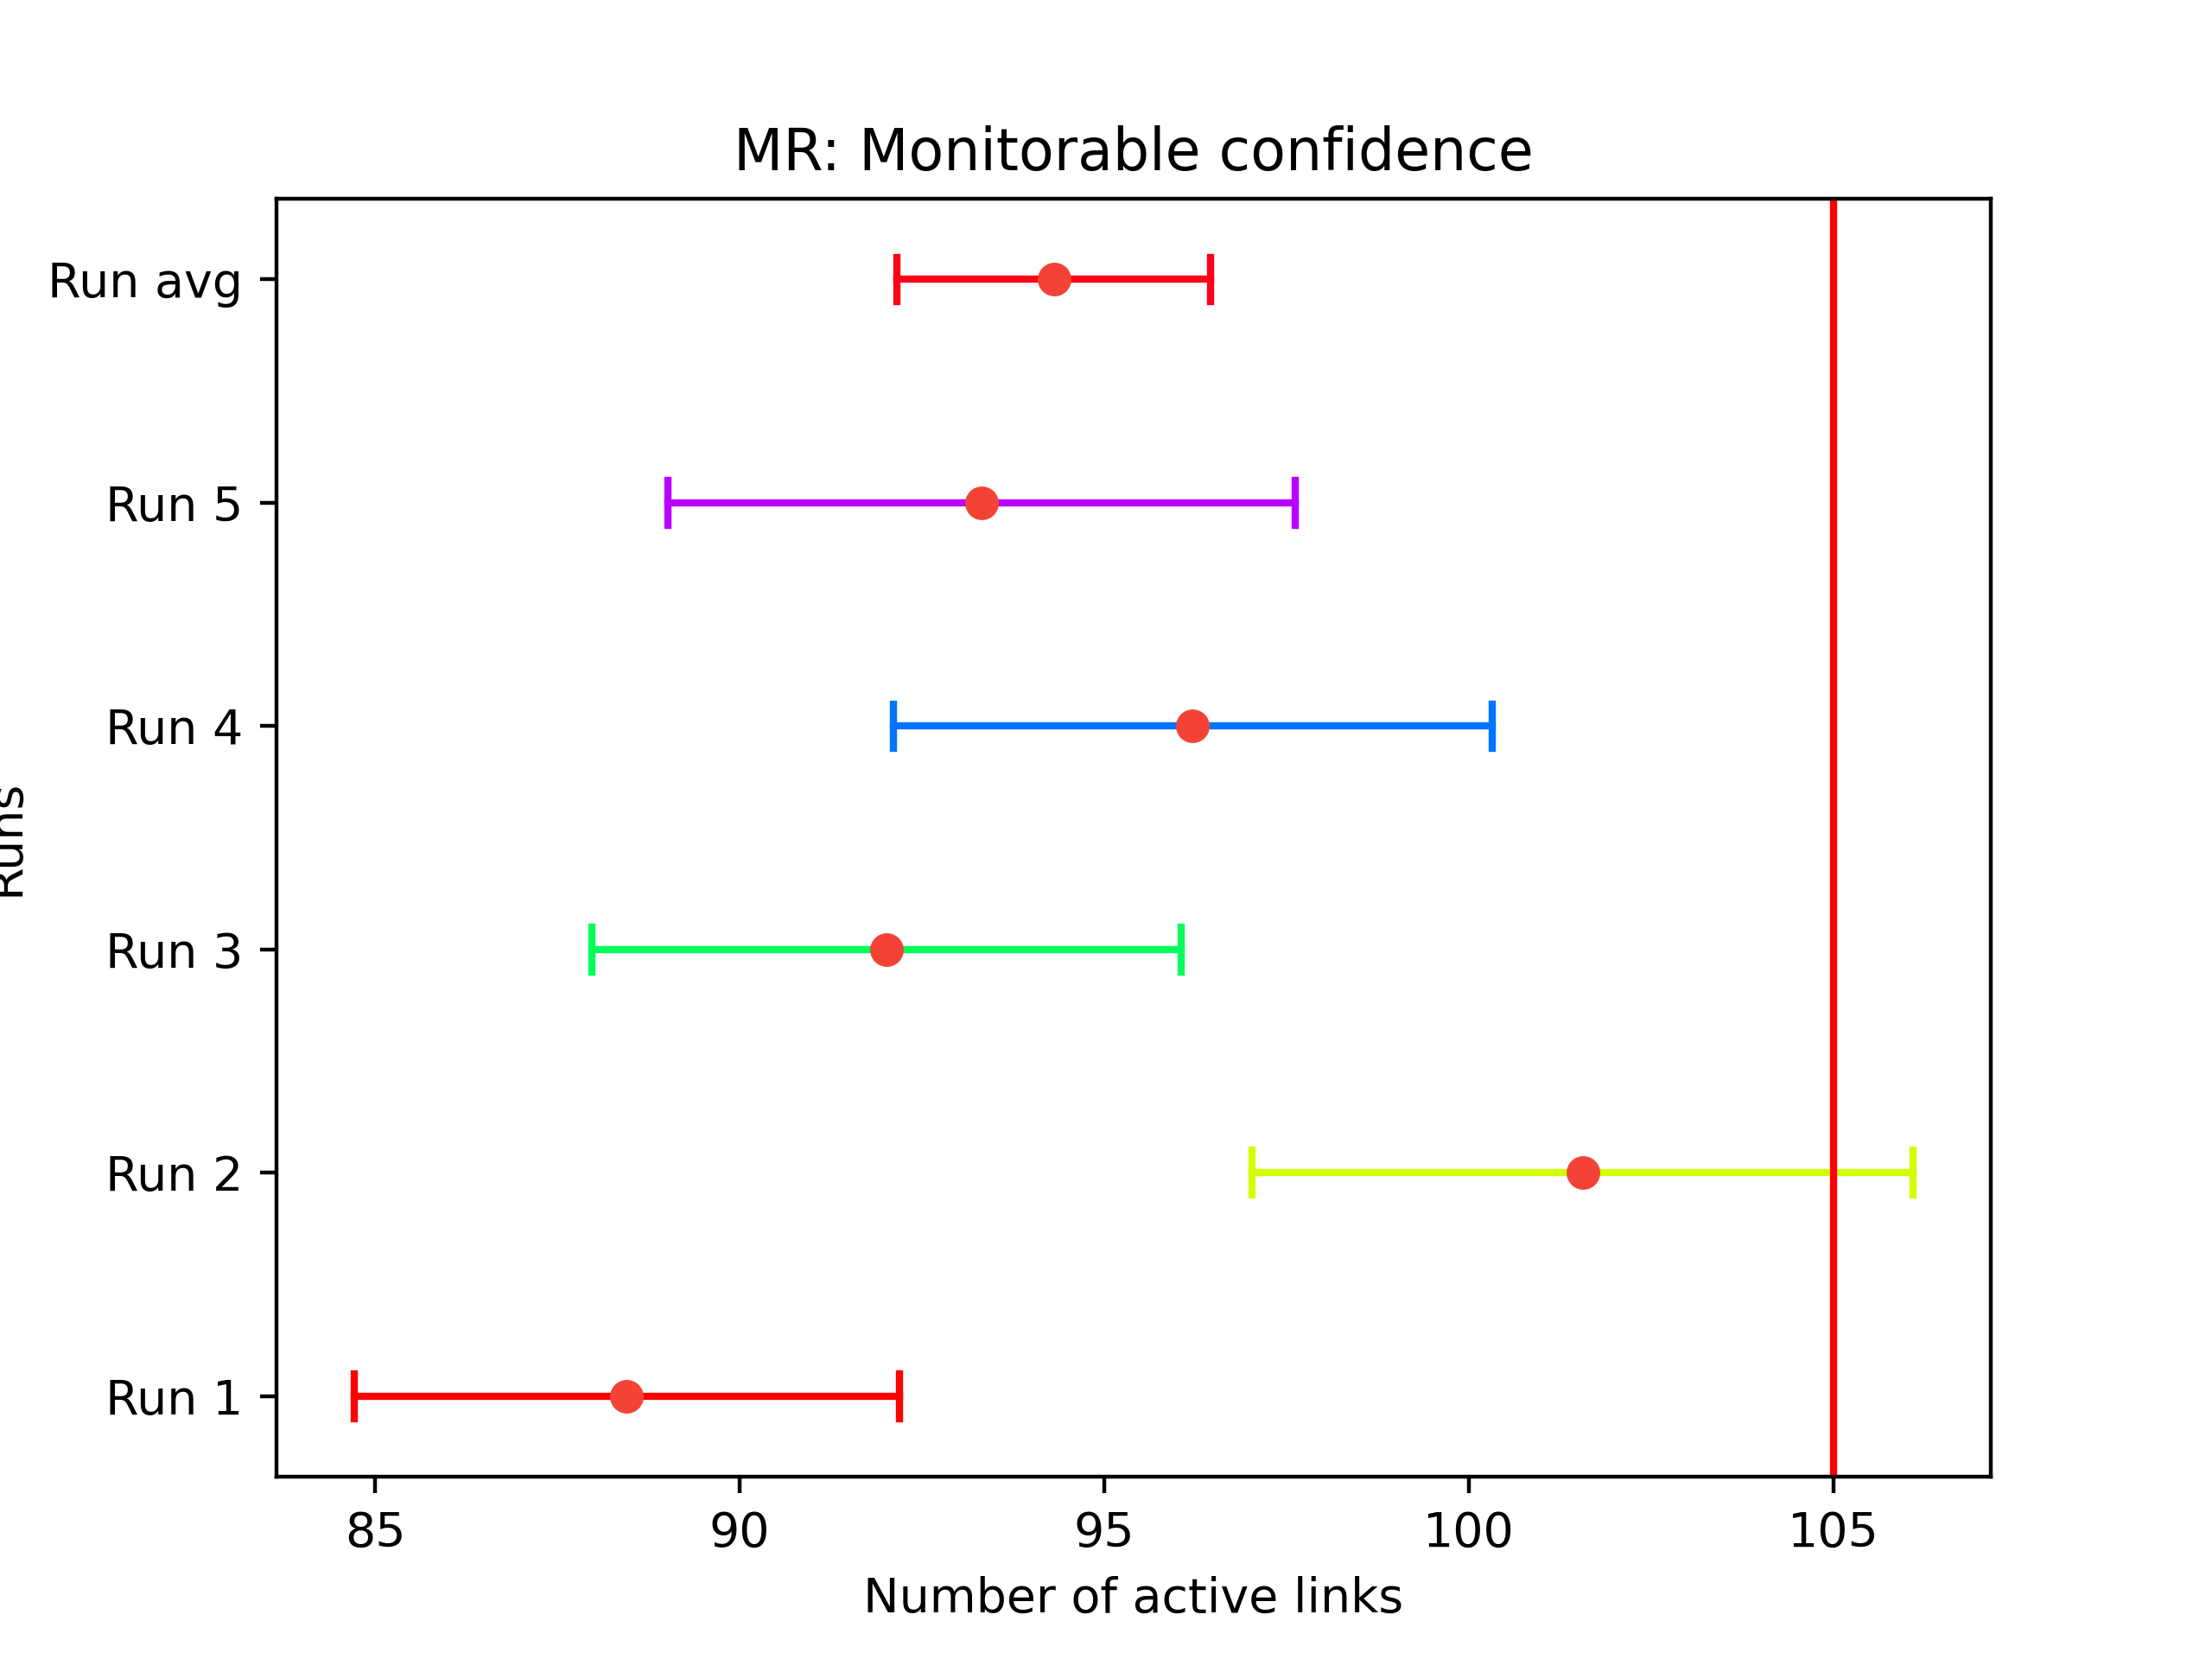 MR: Monitorable confidence
Run avg
Run 5
Run 4
Runs
Run 3
Run 2
Run 1
85 90 95 100 105
Number of active links